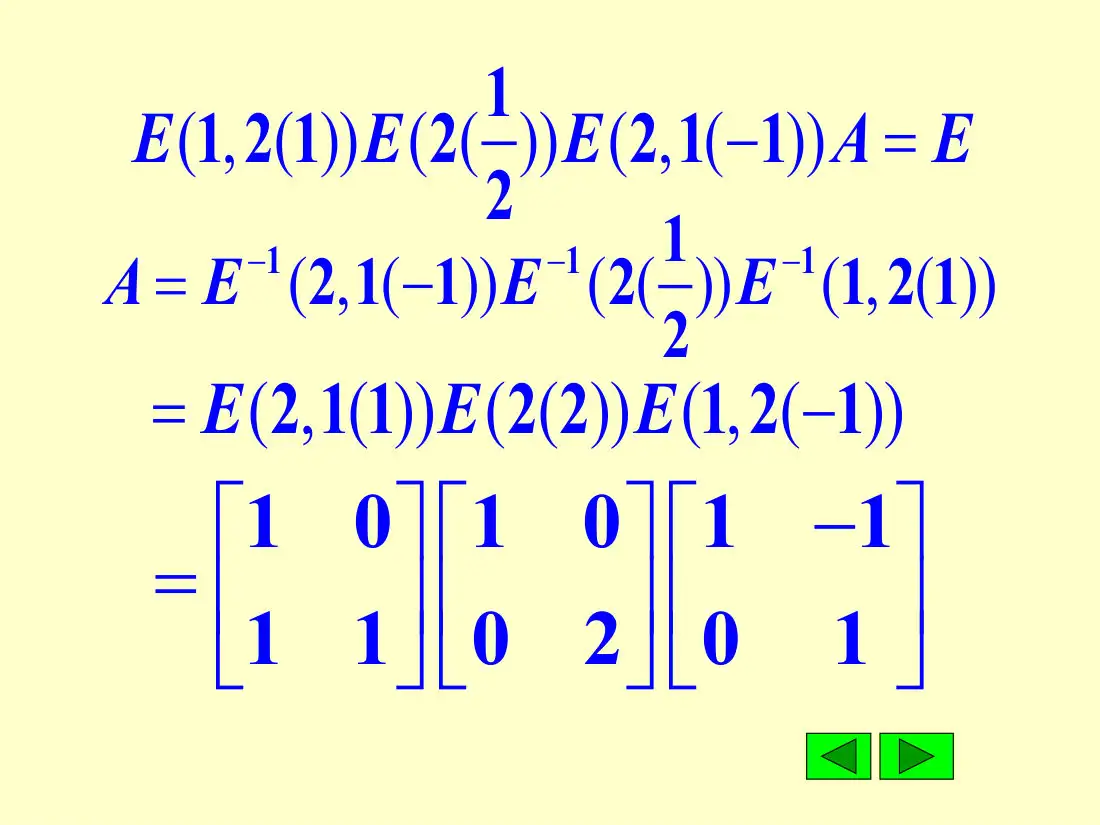 E(1,2(1))E(2(1/2))E(2,1(−1))A = E
A = E⁻¹(2,1(−1))E⁻¹(2(1/2))E⁻¹(1,2(1))
= E(2,1(1))E(2(2))E(1,2(−1))
= [1 0; 1 1][1 0; 0 2][1 −1; 0 1]